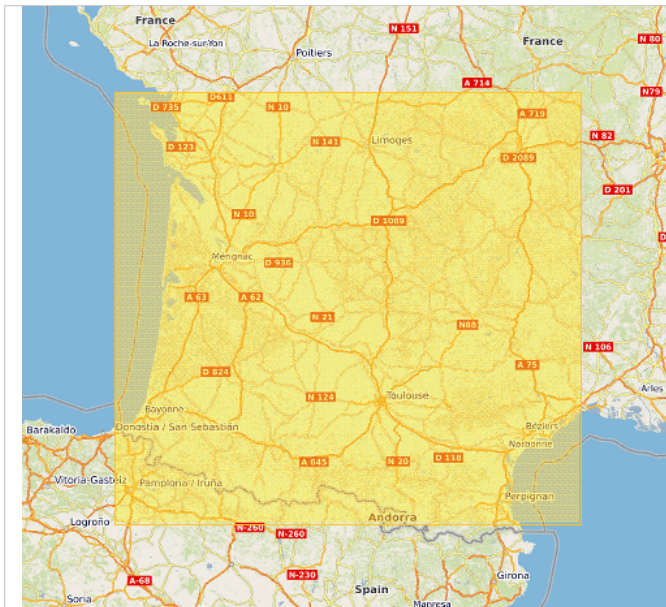 France
N 151
La Roche-sur-Yon
France
N 80
Poitiers
A 714
N79
D611
D 735
N 10
A 719
N 82
D 123
N 141
Limoges
D 2089
D 201
N 10
D 1089
Mérignac
D 936
A 63
A 62
N 21
N88
N 106
D 824
A 75
N 124
Toulouse
Arles
Bayonne
Barakaldo
Donostia / San Sebastián
Béziers
Narbonne
A 645
N 20
D 118
Vitoria-Gasteiz
Pamplona / Iruña
Perpignan
Logroño
Andorra
N-260
N-260
A-68
N-230
Girona
Soria
Spain
Manresa